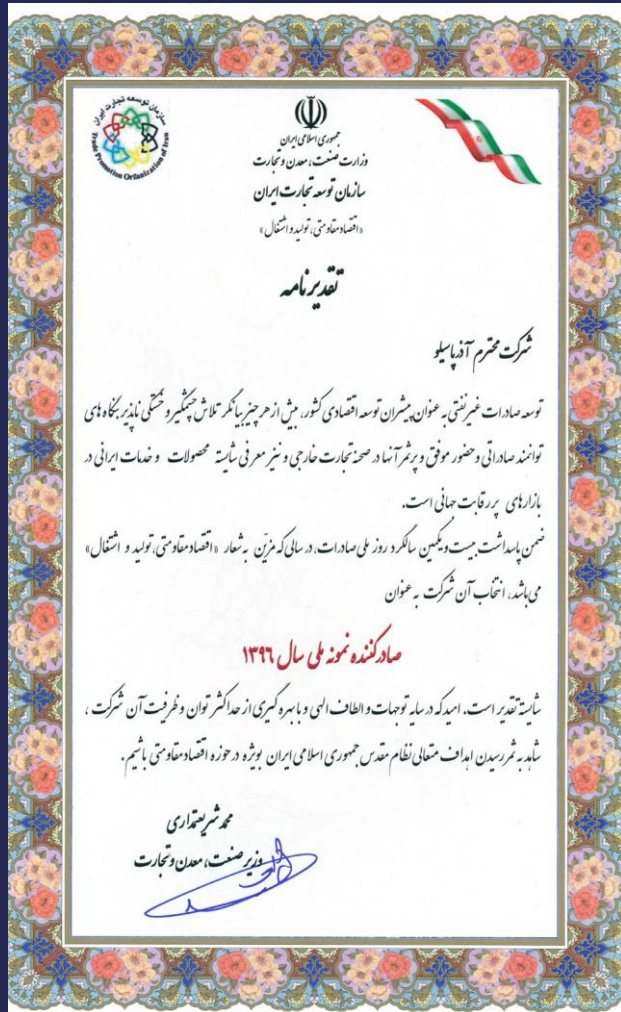 سازمان توسعه تجارت ایران
Trade Promotion Orfanization of Iran
جمهوری اسلامی ایران
وزارت صنعت، معدن و تجارت
سازمان توسعه تجارت ایران
«اقتصاد مقاومتی، تولید و اشتغال»
تقدیرنامه
شرکت محترم آذر پاسیلو
توسعه صادرات غیرنفتی به عنوان پیشران توسعه اقتصادی کشور، بیش از هر چیز بیانگر تلاش چشمگیر و خستگی ناپذیر بنگاه های
توانمند صادراتی و حضور موفق و پرثمر آنها در صحنه تجارت خارجی و نیز معرفی شایسته محصولات و خدمات ایرانی در
بازارهای پر رقابت جهانی است.
ضمن پاسداشت بیست و یکمین سالگرد روز ملی صادرات، در سالی که مزین به شعار «اقتصاد مقاومتی، تولید و اشتغال»
می باشد، انتخاب آن شرکت به عنوان
صادرکننده نمونه ملی سال ۱۳۹۶
شایسته تقدیر است. امید که در سایه توجهات و الطاف الهی و با بهره گیری از حداکثر توان و ظرفیت آن شرکت،
شاهد به ثمر رسیدن اهداف متعالی نظام مقدس جمهوری اسلامی ایران بویژه در حوزه اقتصاد مقاومتی باشیم.
محمد شریعتمداری
وزیر صنعت، معدن و تجارت